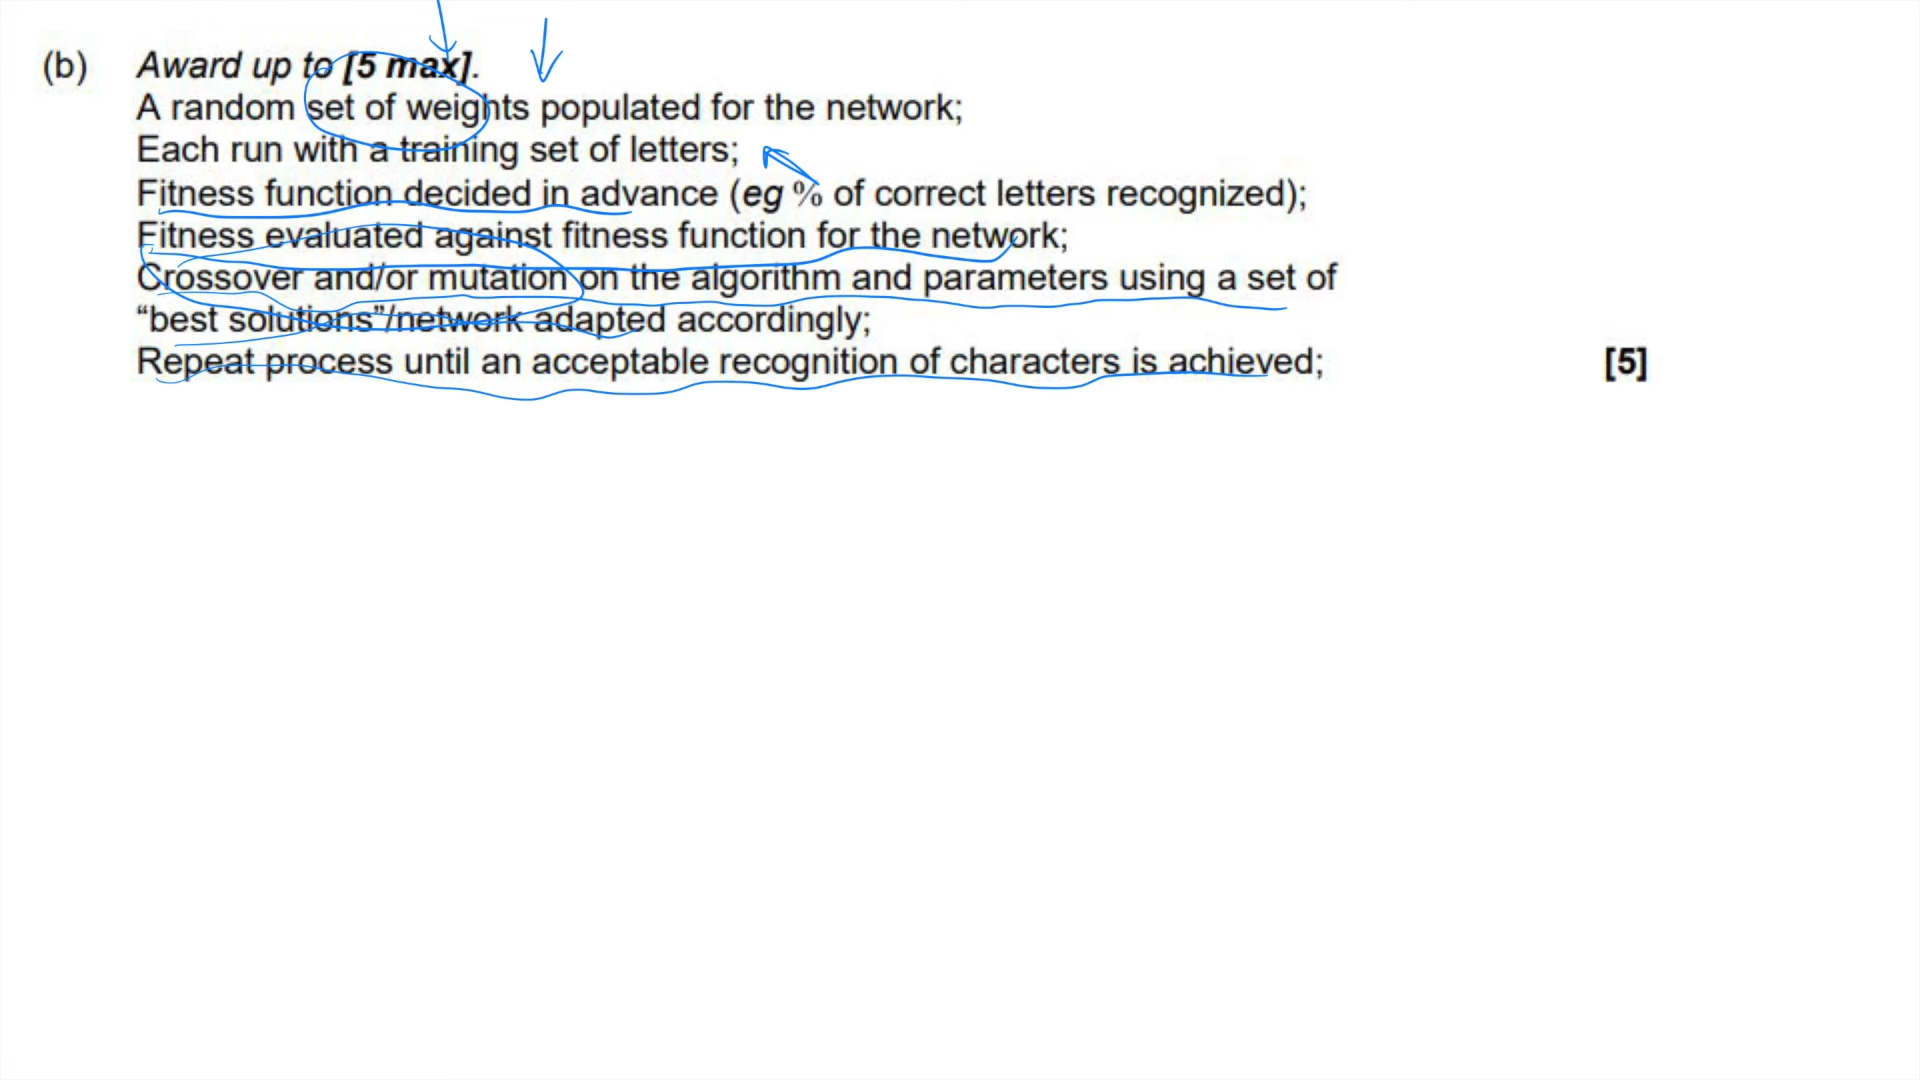 (b) Award up to [5 max].
A random set of weights populated for the network;
Each run with a training set of letters;
Fitness function decided in advance (eg % of correct letters recognized);
Fitness evaluated against fitness function for the network;
Crossover and/or mutation on the algorithm and parameters using a set of
“best solutions”/network adapted accordingly;
Repeat process until an acceptable recognition of characters is achieved; [5]